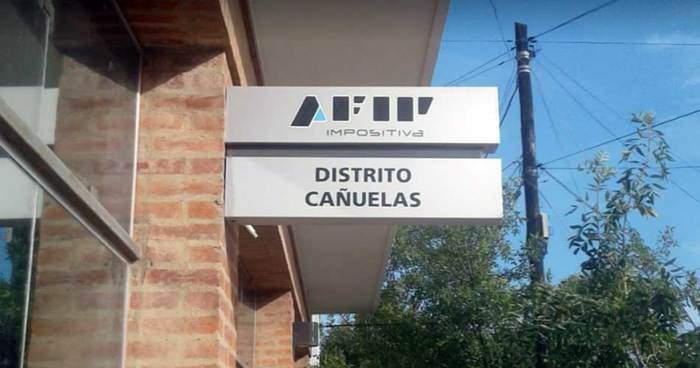 AFIP
IMPOSITIVA
DISTRITO
CAÑUELAS